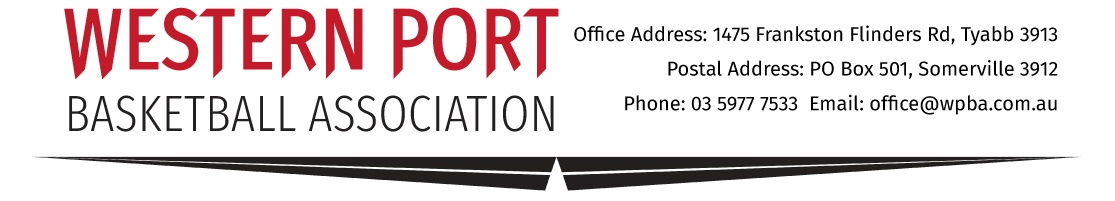 WESTERN PORT
BASKETBALL ASSOCIATION
Office Address: 1475 Frankston Flinders Rd, Tyabb 3913
Postal Address: PO Box 501, Somerville 3912
Phone: 03 5977 7533  Email: office@wpba.com.au